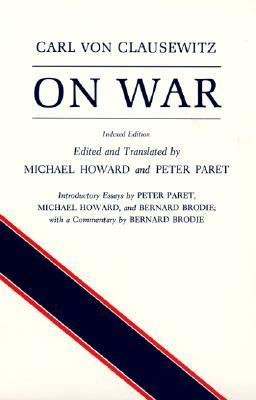 CARL VON CLAUSEWITZ
ON WAR
Indexed Edition
Edited and Translated by
MICHAEL HOWARD and PETER PARET
Introductory Essays by PETER PARET,
MICHAEL HOWARD, and BERNARD BRODIE;
with a Commentary by BERNARD BRODIE